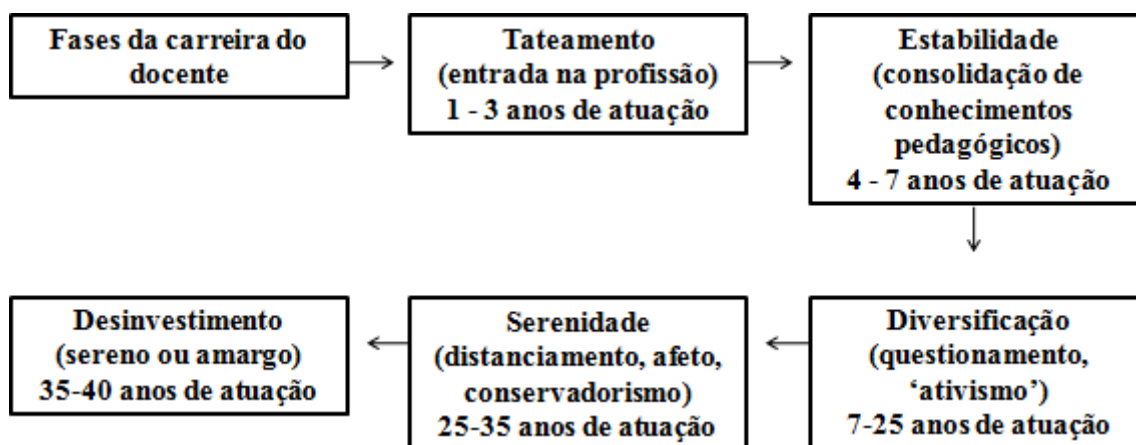 Fases da carreira do
docente
Tateamento
(entrada na profissão)
1 - 3 anos de atuação
Estabilidade
(consolidação de
conhecimentos
pedagógicos)
4 - 7 anos de atuação
Diversificação
(questionamento,
‘ativismo’)
7-25 anos de atuação
Serenidade
(distanciamento, afeto,
conservadorismo)
25-35 anos de atuação
Desinvestimento
(sereno ou amargo)
35-40 anos de atuação